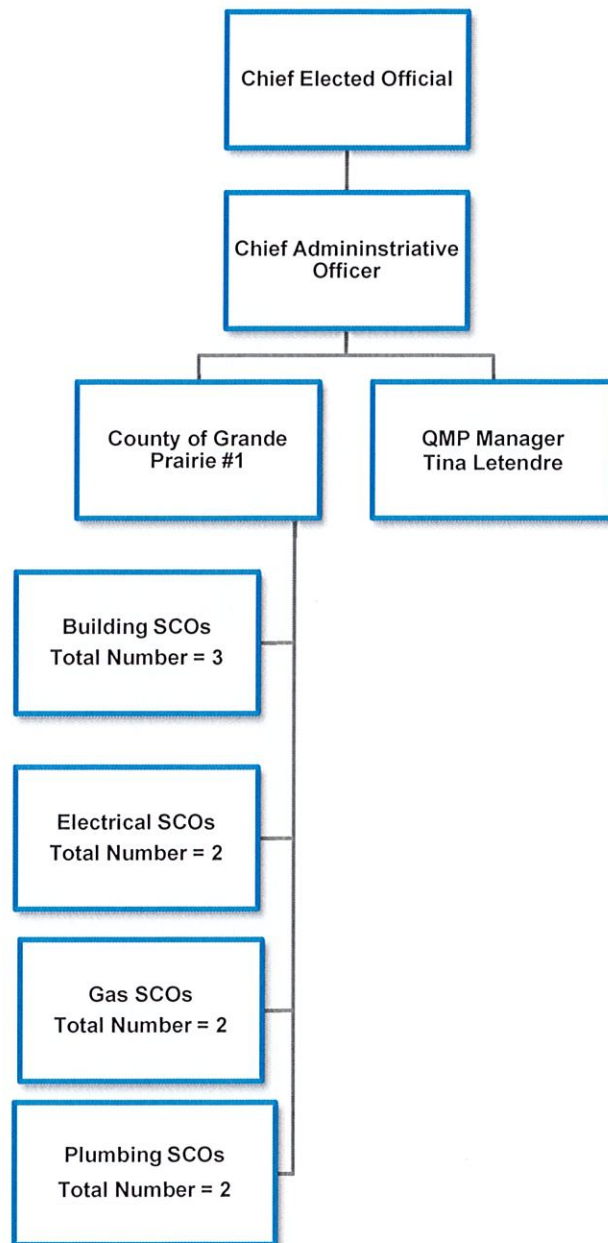 Chief Elected Official
Chief Admininstriative
Officer
County of Grande
Prairie #1
QMP Manager
Tina Letendre
Building SCOs
Total Number = 3
Electrical SCOs
Total Number = 2
Gas SCOs
Total Number = 2
Plumbing SCOs
Total Number = 2